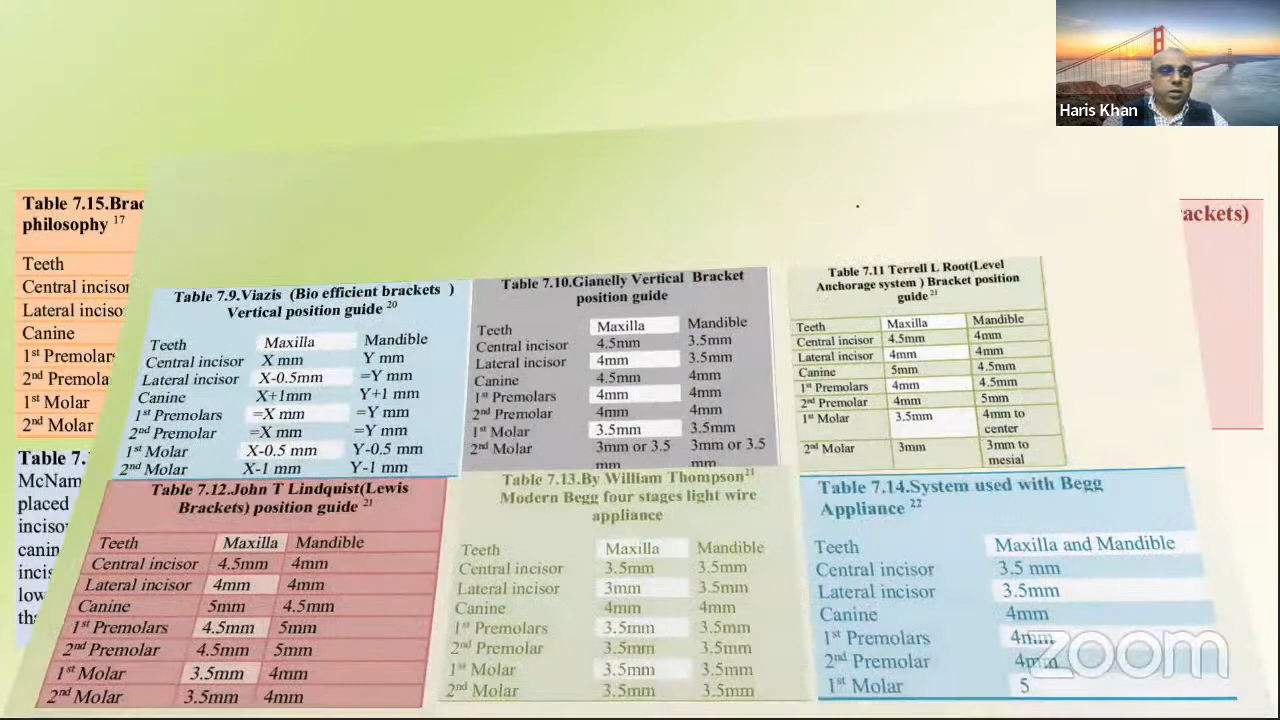 Haris Khan
Table 7.15.Brac
philosophy 17
Teeth
Central incisor
Lateral inciso
Canine
1st Premolars
2nd Premola
1st Molar
2nd Molar
Table 7.
McNam
placed
inciso
canin
incis
low
tha
ackets)
Table 7.9.Viazis (Bio efficient brackets )
Vertical position guide 20
Teeth Maxilla Mandible
Central incisor X mm Y mm
Lateral incisor X-0.5mm =Y mm
Canine X+1mm Y+1 mm
1st Premolars =X mm =Y mm
2nd Premolar =X mm =Y mm
1st Molar X-0.5 mm Y-0.5 mm
2nd Molar X-1 mm Y-1 mm
Table 7.10.Gianelly Vertical Bracket
position guide
Teeth Maxilla Mandible
Central incisor 4.5mm 3.5mm
Lateral incisor 4mm 3.5mm
Canine 4.5mm 4mm
1st Premolars 4mm 4mm
2nd Premolar 4mm 4mm
1st Molar 3.5mm 4mm
2nd Molar 3mm or 3.5 3mm or 3.5
mm mm
Table 7.11 Terrell L Root(Level
Anchorage system ) Bracket position
guide 21
Teeth Maxilla Mandible
Central incisor 4.5mm 4mm
Lateral incisor 4mm 4mm
Canine 5mm 4.5mm
1st Premolars 4mm 4.5mm
2nd Premolar 4mm 5mm
1st Molar 3.5mm 4mm to
center
2nd Molar 3mm 3mm to
mesial
Table 7.12.John T Lindquist(Lewis
Brackets) position guide 21
Teeth Maxilla Mandible
Central incisor 4.5mm 4mm
Lateral incisor 4mm 4mm
Canine 5mm 4.5mm
1st Premolars 4.5mm 5mm
2nd Premolar 4.5mm 5mm
1st Molar 3.5mm 4mm
2nd Molar 3.5mm 4mm
Table 7.13.By William Thompson21
Modern Begg four stages light wire
appliance
Teeth Maxilla Mandible
Central incisor 3.5mm 3.5mm
Lateral incisor 3mm 3.5mm
Canine 4mm 4mm
1st Premolars 3.5mm 3.5mm
2nd Premolar 3.5mm 3.5mm
1st Molar 3.5mm 3.5mm
2nd Molar 3.5mm 3.5mm
Table 7.14.System used with Begg
Appliance 22
Teeth Maxilla and Mandible
Central incisor 3.5 mm
Lateral incisor 3.5mm
Canine 4mm
1st Premolars 4mm
2nd Premolar 4mm
1st Molar 5
zoom